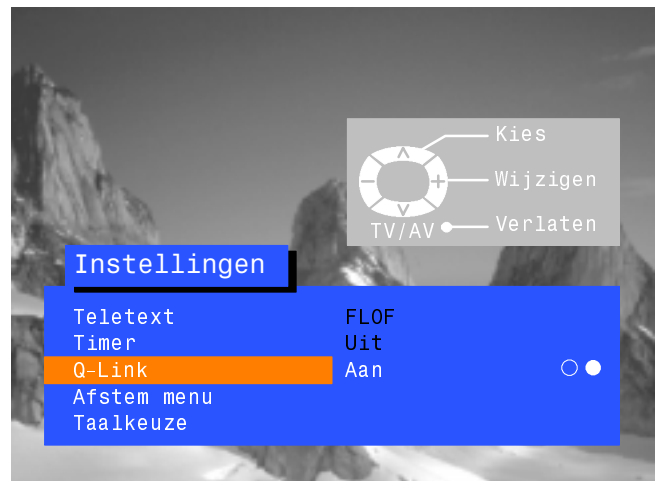 Kies
Wijzigen
TV/AV Verlaten
Instellingen
Teletext FLOF
Timer Uit
Q-Link Aan
Afstem menu
Taalkeuze